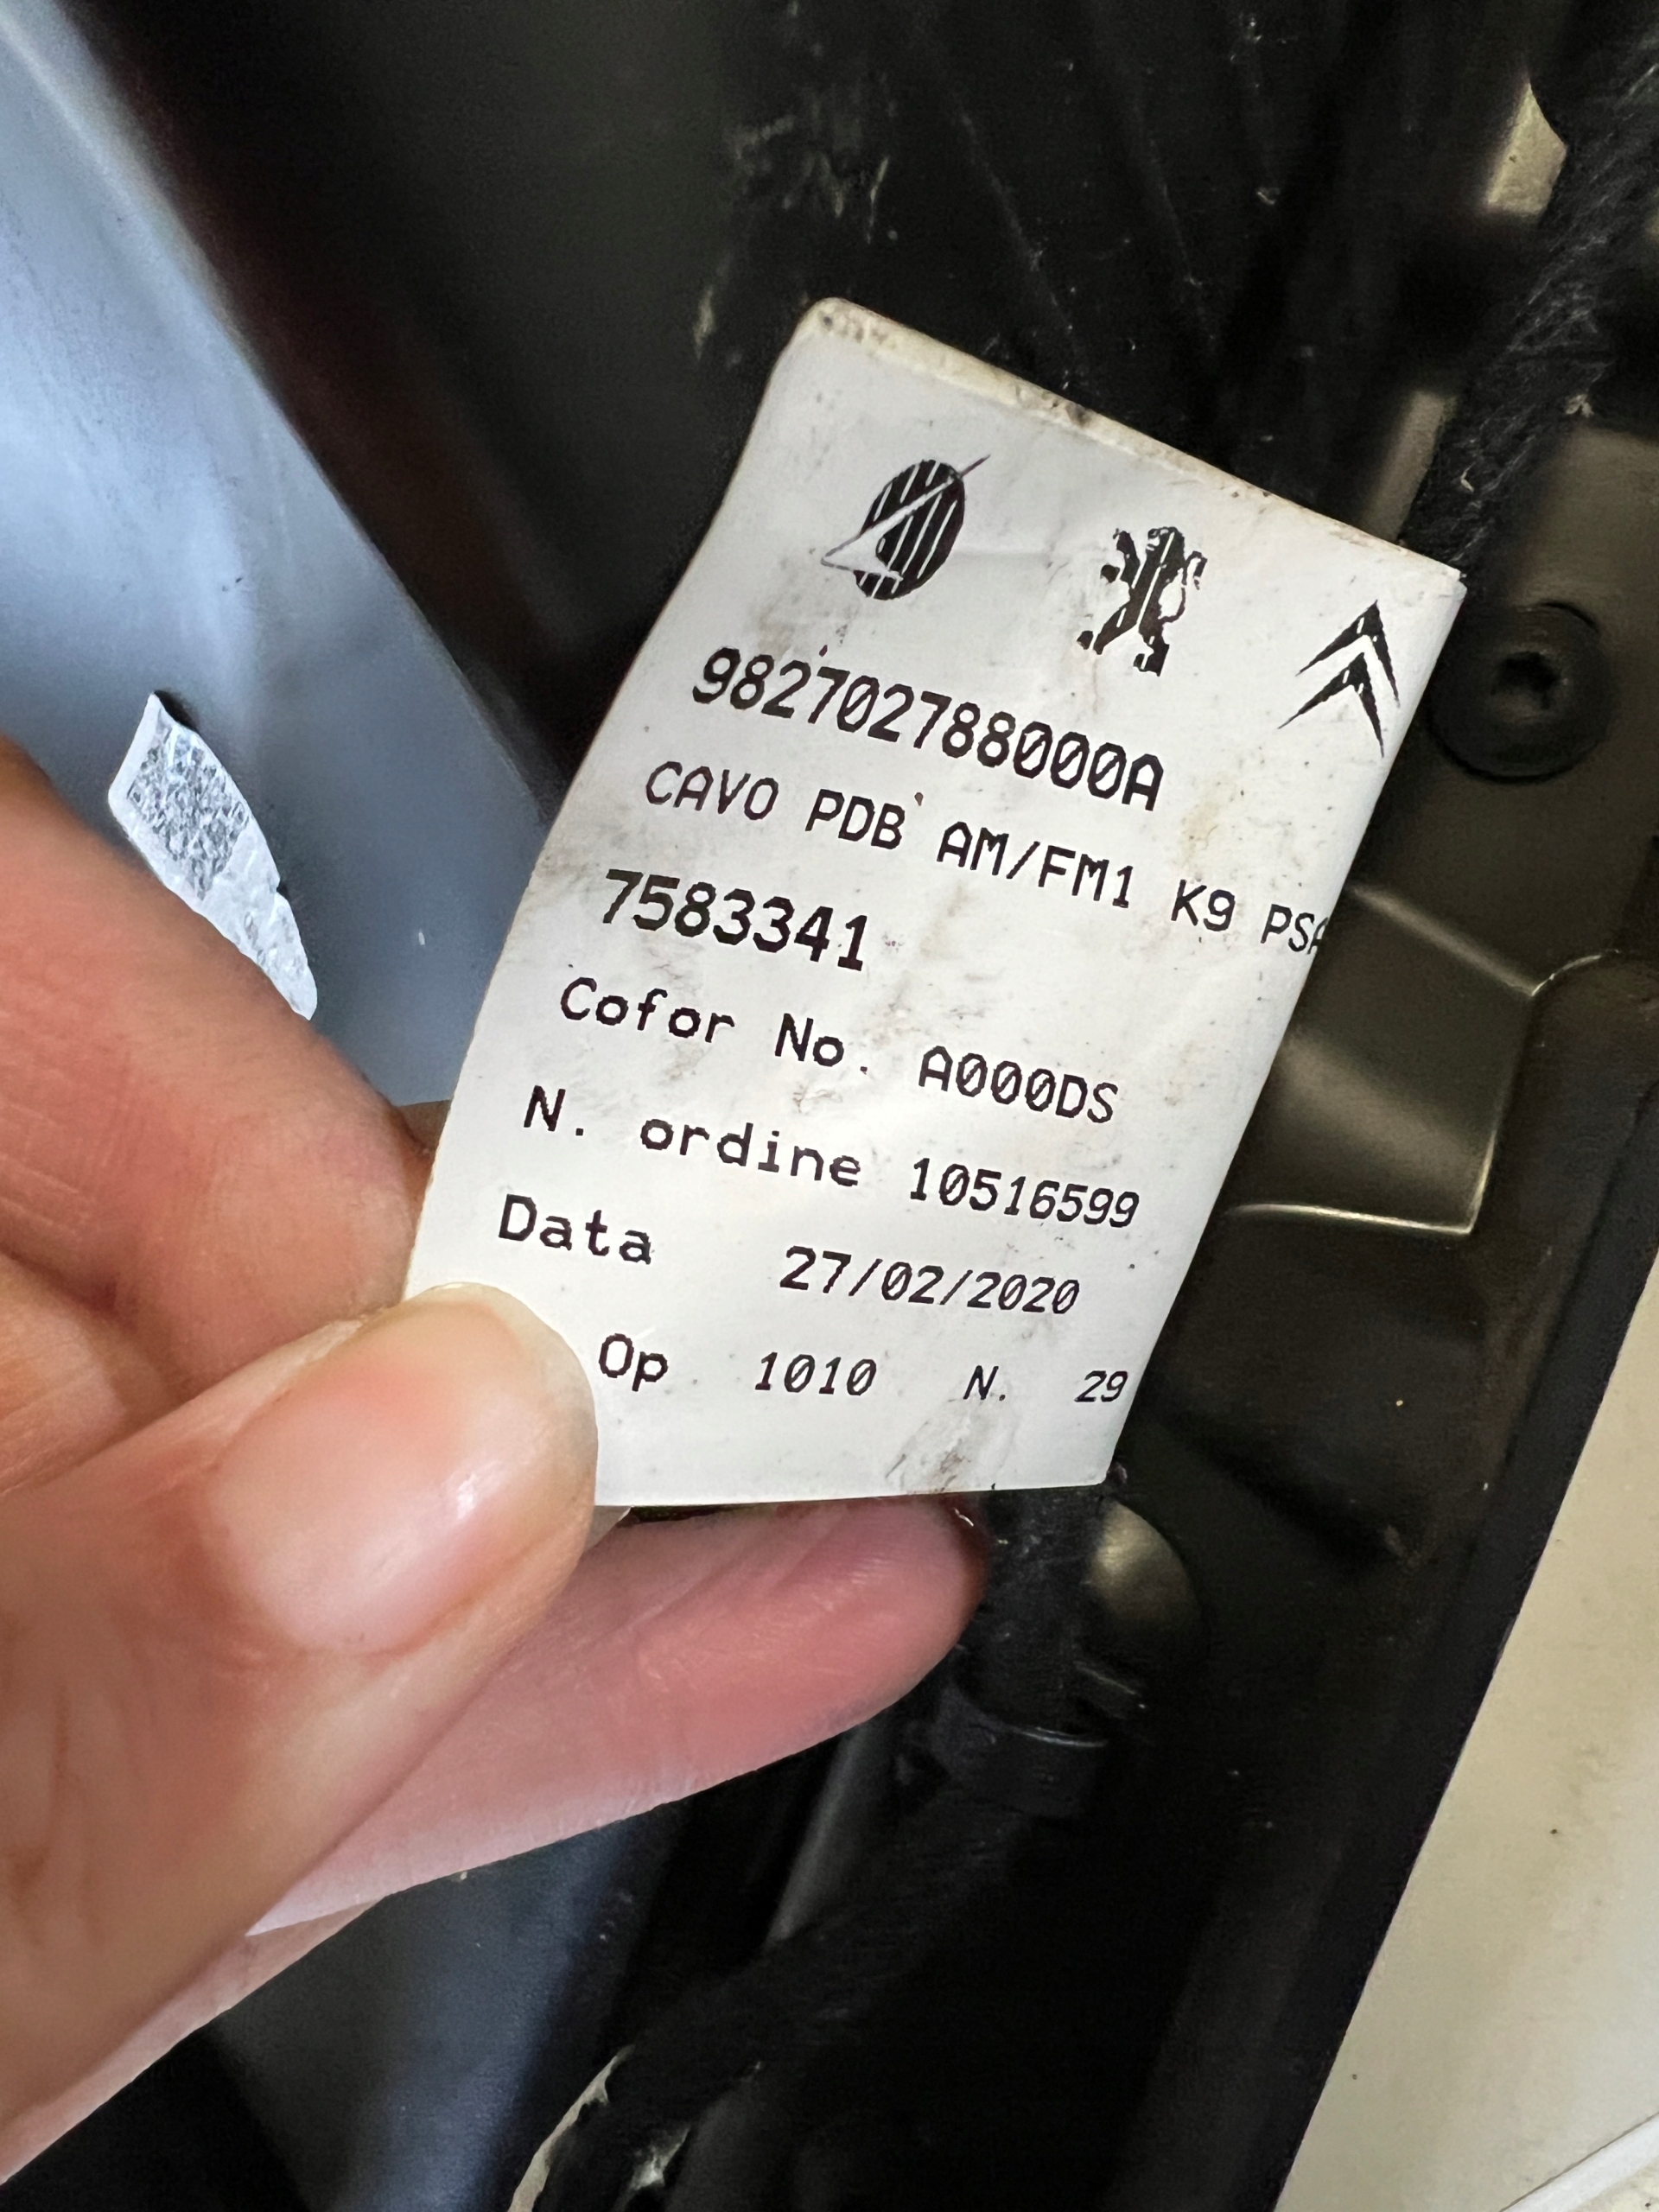 982702788000A
CAVO PDB AM/FM1 K9 PSA
7583341
Cofor No. A000DS
N. ordine 10516599
Data 27/02/2020
Op 1010 N. 29